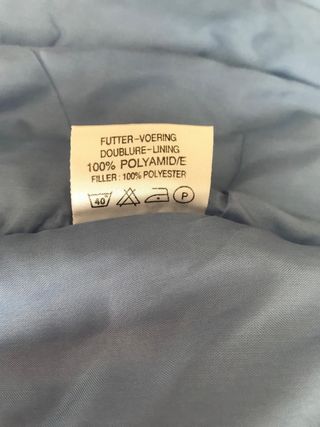 FUTTER-VOERING
DOUBLURE-LINING
100% POLYAMID/E
FILLER: 100% POLYESTER
40 P